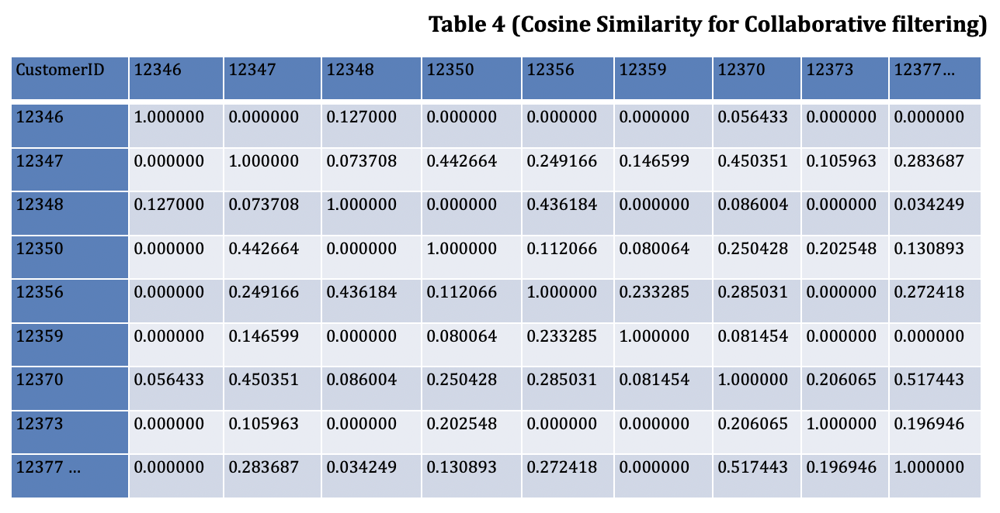 Table 4 (Cosine Similarity for Collaborative filtering)
CustomerID 12346 12347 12348 12350 12356 12359 12370 12373 12377...
12346 1.000000 0.000000 0.127000 0.000000 0.000000 0.000000 0.056433 0.000000 0.000000
12347 0.000000 1.000000 0.073708 0.442664 0.249166 0.146599 0.450351 0.105963 0.283687
12348 0.127000 0.073708 1.000000 0.000000 0.436184 0.000000 0.086004 0.000000 0.034249
12350 0.000000 0.442664 0.000000 1.000000 0.112066 0.080064 0.250428 0.202548 0.130893
12356 0.000000 0.249166 0.436184 0.112066 1.000000 0.233285 0.285031 0.000000 0.272418
12359 0.000000 0.146599 0.000000 0.080064 0.233285 1.000000 0.081454 0.000000 0.000000
12370 0.056433 0.450351 0.086004 0.250428 0.285031 0.081454 1.000000 0.206065 0.517443
12373 0.000000 0.105963 0.000000 0.202548 0.000000 0.000000 0.206065 1.000000 0.196946
12377 ... 0.000000 0.283687 0.034249 0.130893 0.272418 0.000000 0.517443 0.196946 1.000000